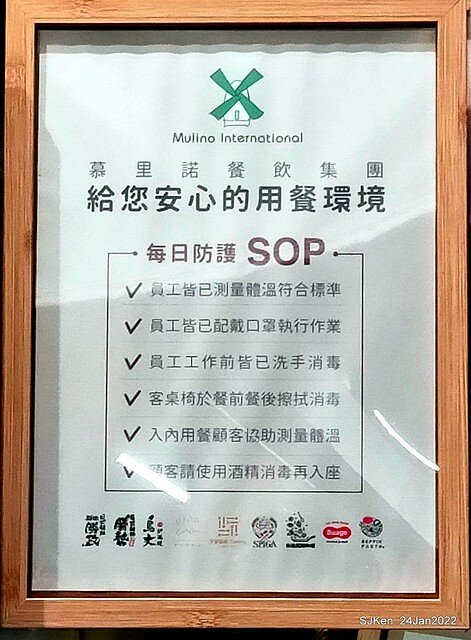 Mulino International
慕里諾餐飲集團
給您安心的用餐環境
每日防護 SOP
員工皆已測量體溫符合標準
員工皆已配戴口罩執行作業
員工工作前皆已洗手消毒
客桌椅於餐前餐後擦拭消毒
入內用餐顧客協助測量體溫
顧客請使用酒精消毒再入座
SPIGA
Suage
SJKen 24Jan2022